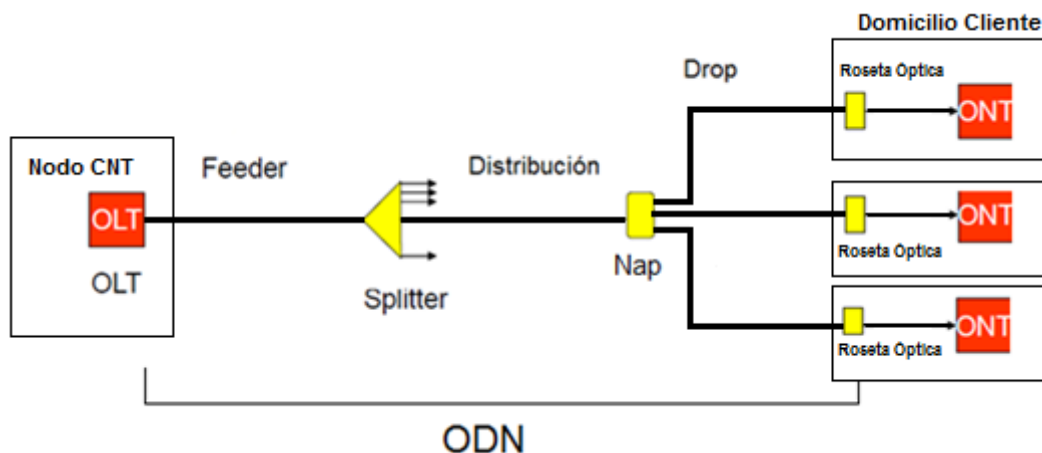 Domicilio Cliente
Roseta Óptica
ONT
Drop
Nodo CNT
Feeder
Distribución
OLT
OLT
Splitter
Nap
ONT
Roseta Óptica
ONT
Roseta Óptica
ODN